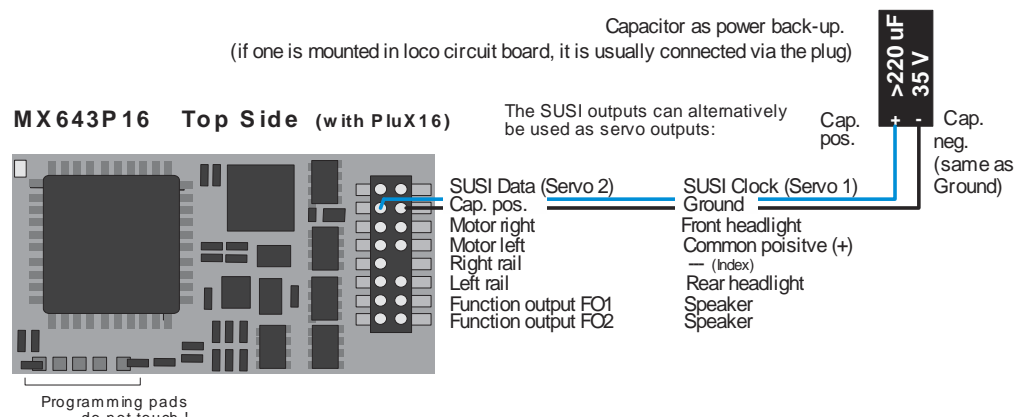 Capacitor as power back-up.
(if one is mounted in loco circuit board, it is usually connected via the plug)
>220 uF
35 V
+ -
MX643P16 Top Side (with PluX16)
The SUSI outputs can alternatively
be used as servo outputs:
Cap.
pos.
Cap.
neg.
(same as
Ground)
SUSI Data (Servo 2) SUSI Clock (Servo 1)
Cap. pos. Ground
Motor right Front headlight
Motor left Common poisitve (+)
Right rail --- (Index)
Left rail Rear headlight
Function output FO1 Speaker
Function output FO2 Speaker
Programming pads
do not touch !